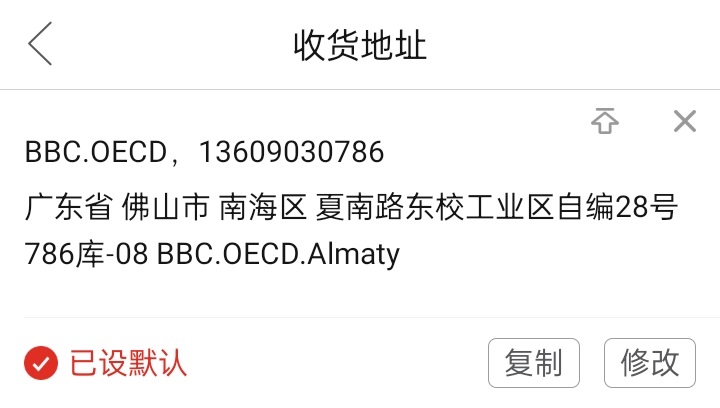 收货地址
BBC.OECD，13609030786
广东省 佛山市 南海区 夏南路东校工业区自编28号
786库-08 BBC.OECD.Almaty
已设默认
复制
修改